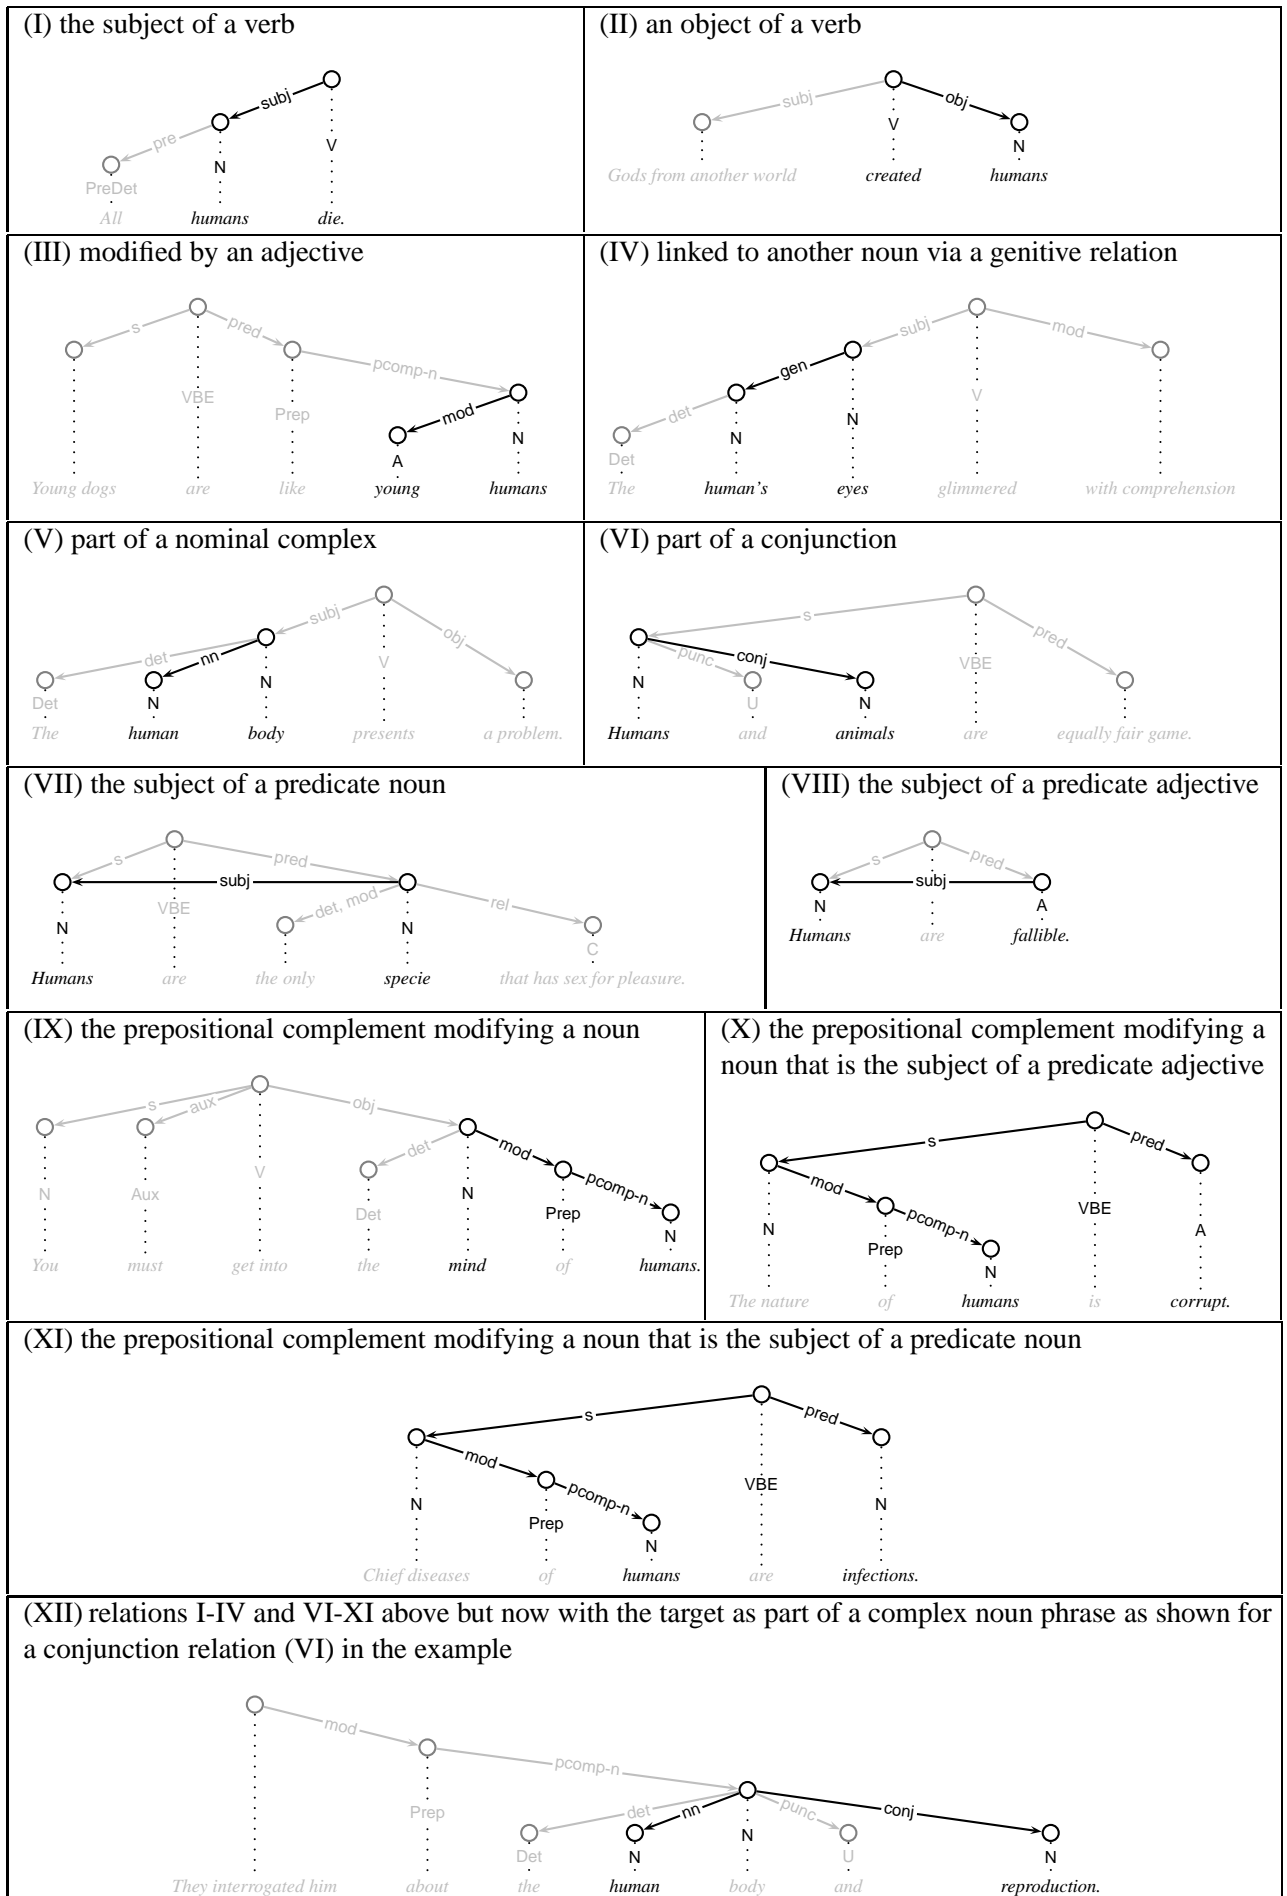 (I) the subject of a verb
subj
pre
V
N
PreDet
All humans die.
(II) an object of a verb
subj obj
V
N
Gods from another world created humans
(III) modified by an adjective
s pred
pcomp-n
VBE
Prep
mod
A N
Young dogs are like young humans
(IV) linked to another noun via a genitive relation
subj mod
gen
det
V
N
N
Det
The human's eyes glimmered with comprehension
(V) part of a nominal complex
subj
obj
det nn
V
N
Det N
The human body presents a problem.
(VI) part of a conjunction
s
pred
punc conj
VBE
N
U N
Humans and animals are equally fair game.
(VII) the subject of a predicate noun
s pred
subj
det, mod rel
VBE
N N
C
Humans are the only specie that has sex for pleasure.
(VIII) the subject of a predicate adjective
s pred
subj
N A
Humans are fallible.
(IX) the prepositional complement modifying a noun
s aux obj
det mod
pcomp-n
V
N Aux N
Det Prep
N
You must get into the mind of humans.
(X) the prepositional complement modifying a
noun that is the subject of a predicate adjective
s pred
mod
pcomp-n
VBE
N A
Prep
N
The nature of humans is corrupt.
(XI) the prepositional complement modifying a noun that is the subject of a predicate noun
s pred
mod
pcomp-n
VBE
N N
Prep
N
Chief diseases of humans are infections.
(XII) relations I-IV and VI-XI above but now with the target as part of a complex noun phrase as shown for
a conjunction relation (VI) in the example
mod
pcomp-n
det nn punc conj
Prep
N
Det N U N
They interrogated him about the human body and reproduction.